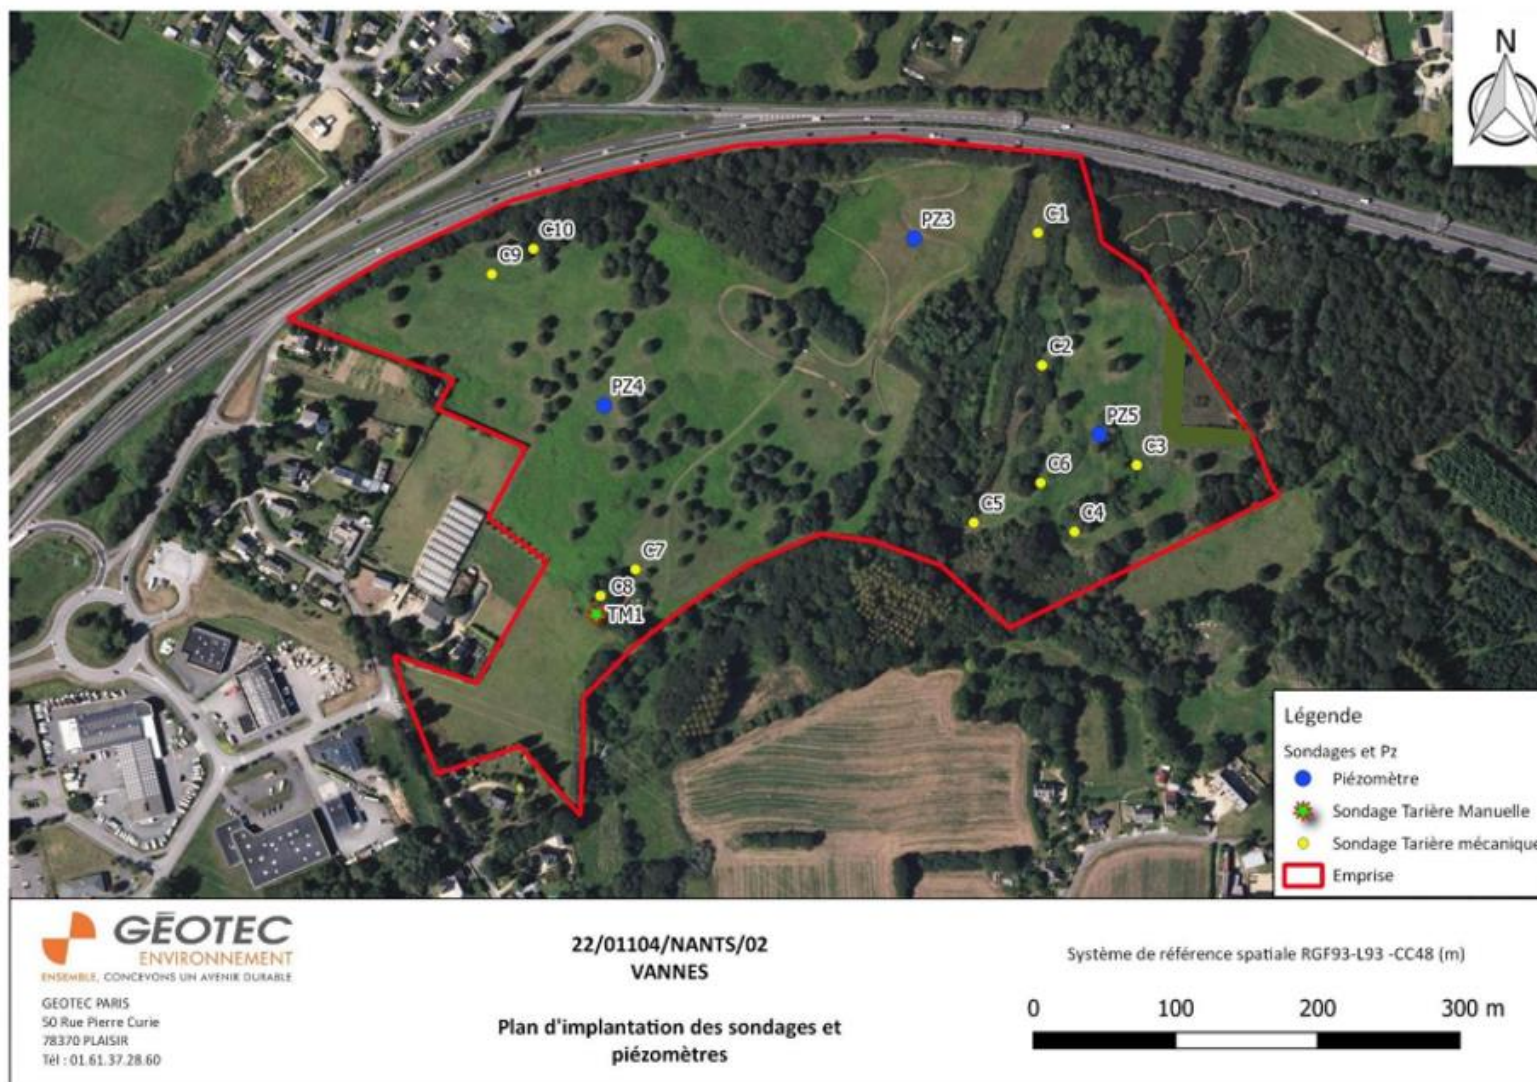 N
C10
C9
PZ3
C1
C2
PZ4
PZ5
C3
C6
C5
C4
C7
C8
TM1
Légende
Sondages et Pz
Piézomètre
Sondage Tarière Manuelle
Sondage Tarière mécanique
Emprise
GÉOTEC
ENVIRONNEMENT
ENSEMBLE, CONCEVONS UN AVENIR DURABLE
GEOTEC PARIS
50 Rue Pierre Curie
78370 PLAISIR
Tél : 01.61.37.28.60
22/01104/NANTS/02
VANNES
Plan d'implantation des sondages et
piézomètres
Système de référence spatiale RGF93-L93 -CC48 (m)
0 100 200 300 m